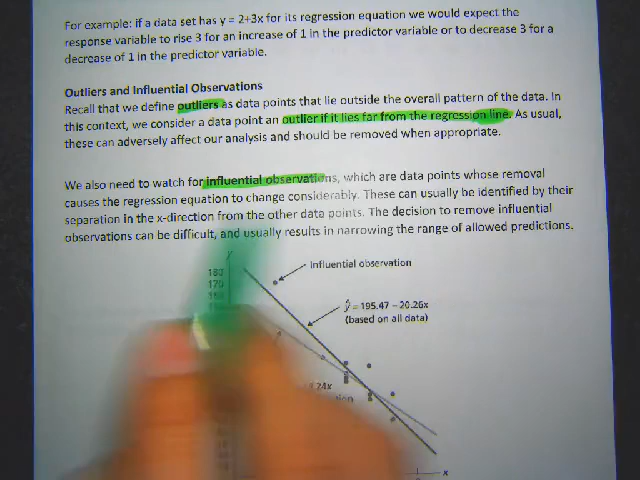 For example: if a data set has y = 2+3x for its regression equation we would expect the
response variable to rise 3 for an increase of 1 in the predictor variable or to decrease 3 for a
decrease of 1 in the predictor variable.
Outliers and Influential Observations
Recall that we define outliers as data points that lie outside the overall pattern of the data. In
this context, we consider a data point an outlier if it lies far from the regression line. As usual,
these can adversely affect our analysis and should be removed when appropriate.
We also need to watch for influential observations, which are data points whose removal
causes the regression equation to change considerably. These can usually be identified by their
separation in the x-direction from the other data points. The decision to remove influential
observations can be difficult, and usually results in narrowing the range of allowed predictions.
y
Influential observation
180
170
ŷ = 195.47 – 20.26x
(based on all data)
24x
x